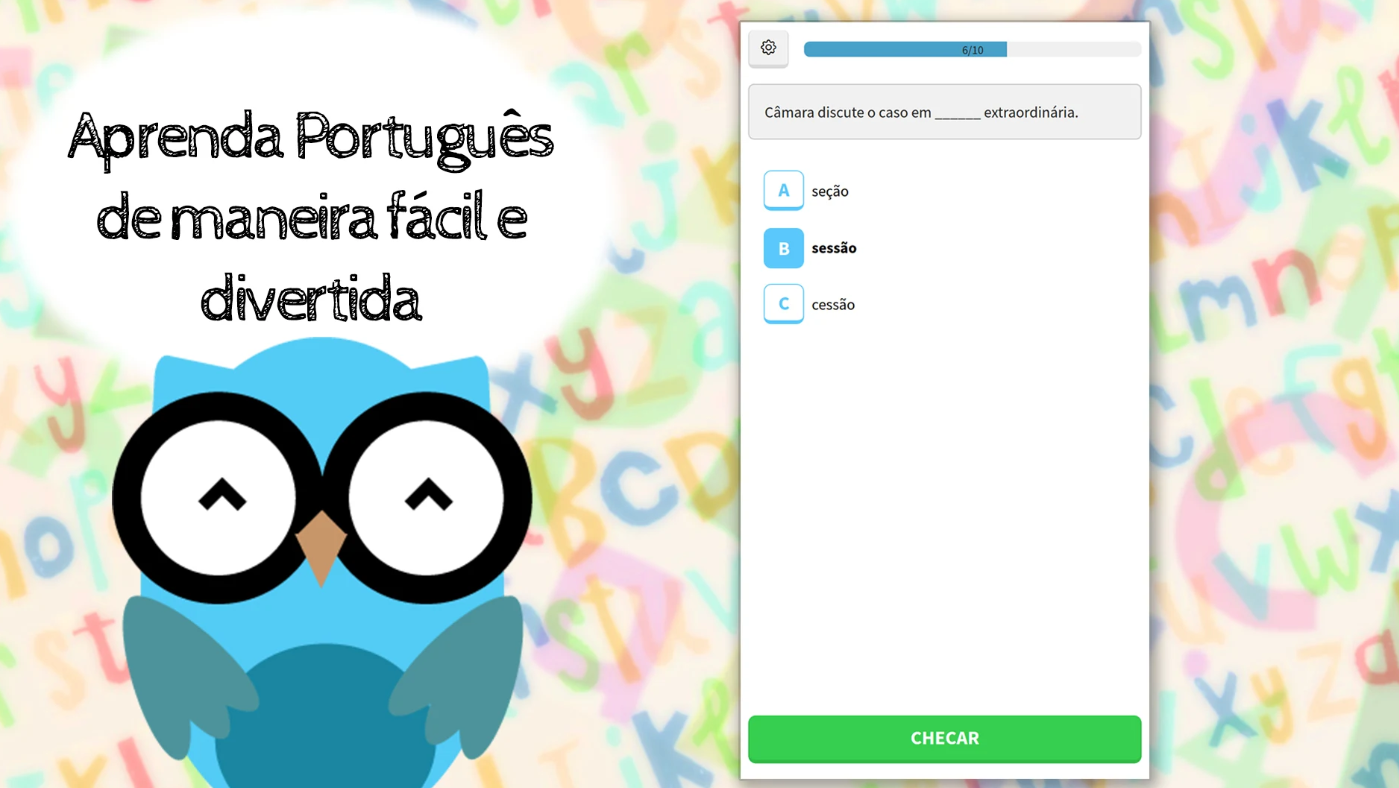 Aprenda Português
de maneira fácil e
divertida
6/10
Câmara discute o caso em ______ extraordinária.
A seção
B sessão
C cessão
CHECAR